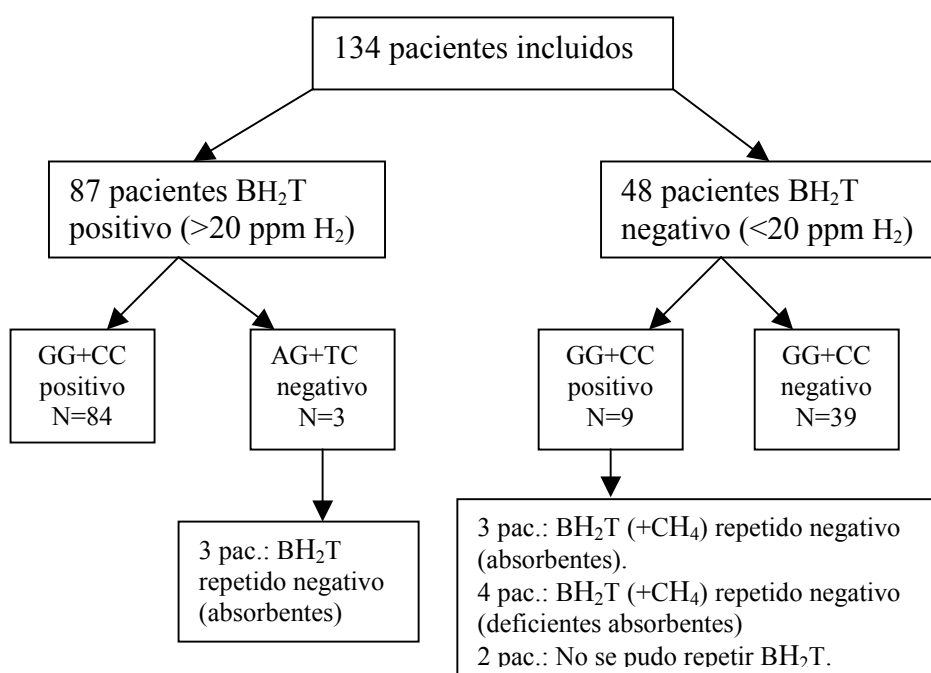 134 pacientes incluidos
87 pacientes BH₂T
positivo (>20 ppm H₂)
48 pacientes BH₂T
negativo (<20 ppm H₂)
GG+CC
positivo
N=84
AG+TC
negativo
N=3
GG+CC
positivo
N=9
GG+CC
negativo
N=39
3 pac.: BH₂T
repetido negativo
(absorbentes)
3 pac.: BH₂T (+CH₄) repetido negativo
(absorbentes).
4 pac.: BH₂T (+CH₄) repetido negativo
(deficientes absorbentes)
2 pac.: No se pudo repetir BH₂T.